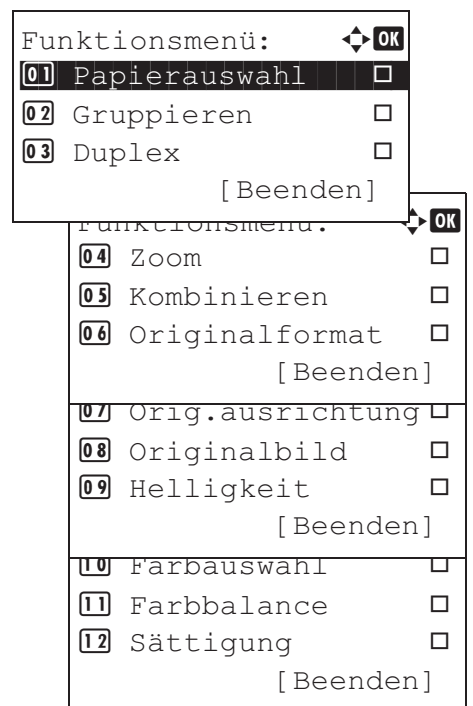 Funktionsmenü: OK
01 Papierauswahl
02 Gruppieren
03 Duplex
[Beenden]
Funktionsmenü: OK
04 Zoom
05 Kombinieren
06 Originalformat
[Beenden]
07 Orig.ausrichtung
08 Originalbild
09 Helligkeit
[Beenden]
10 Farbauswahl
11 Farbbalance
12 Sättigung
[Beenden]